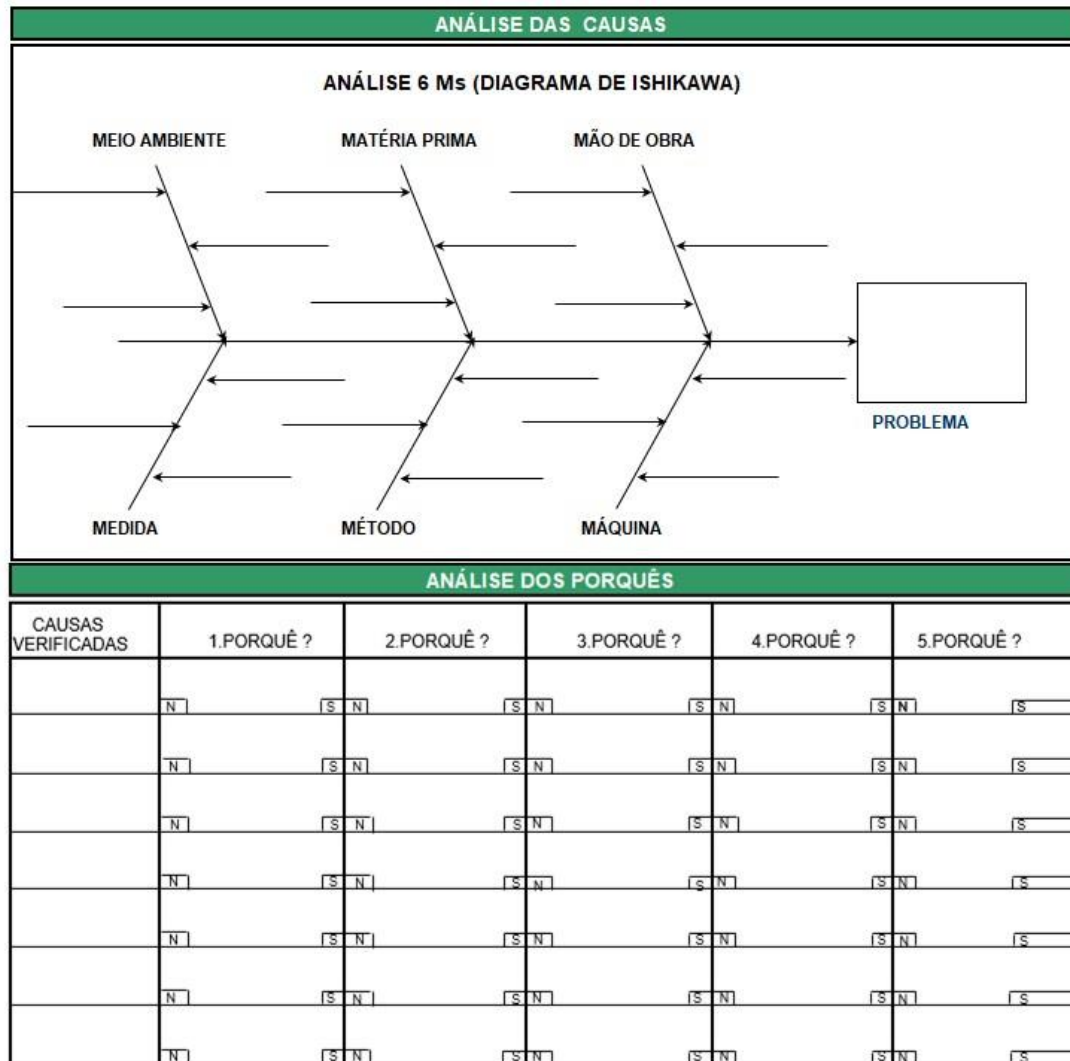 ANÁLISE DAS CAUSAS
ANÁLISE 6 Ms (DIAGRAMA DE ISHIKAWA)
MEIO AMBIENTE MATÉRIA PRIMA MÃO DE OBRA
PROBLEMA
MEDIDA MÉTODO MÁQUINA
ANÁLISE DOS PORQUÊS
CAUSAS
VERIFICADAS 1.PORQUÊ ? 2.PORQUÊ ? 3.PORQUÊ ? 4.PORQUÊ ? 5.PORQUÊ ?
N S N S N S N S N S
N S N S N S N S N S
N S N S N S N S N S
N S N S N S N S N S
N S N S N S N S N S
N S N S N S N S N S
N S N S N S N S N S